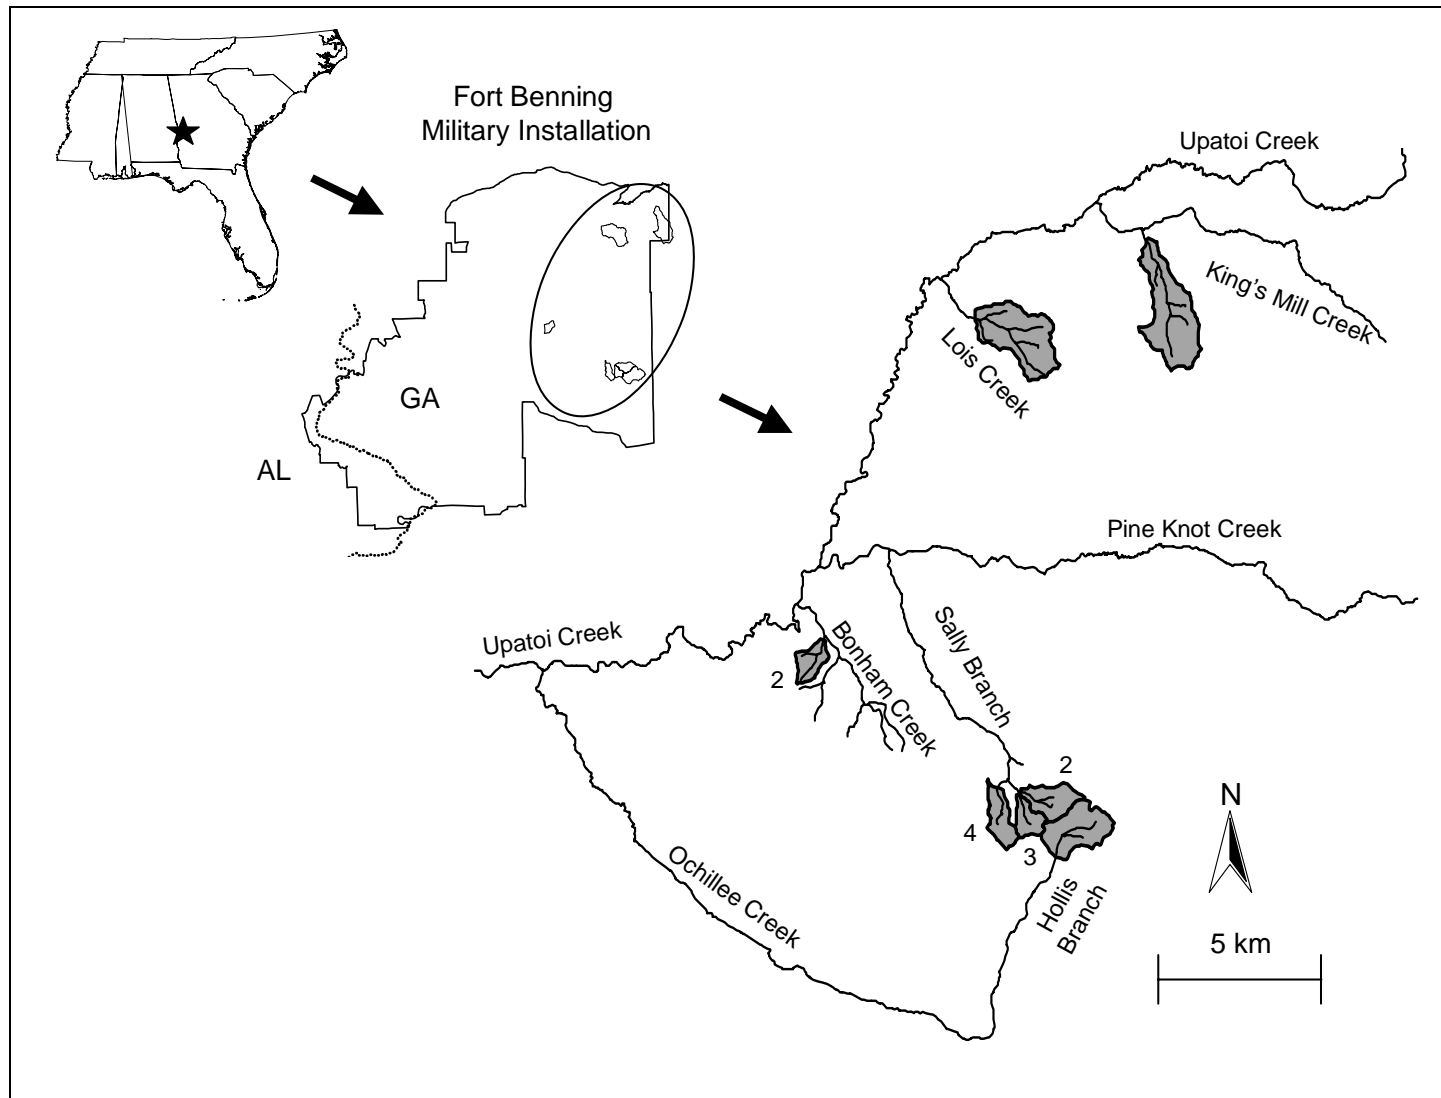 Fort Benning
Military Installation
GA
AL
Upatoi Creek
King's Mill Creek
Lois Creek
Pine Knot Creek
Upatoi Creek
2
Bonham Creek
Sally Branch
2
4
3
Hollis
Branch
Ochillee Creek
N
5 km